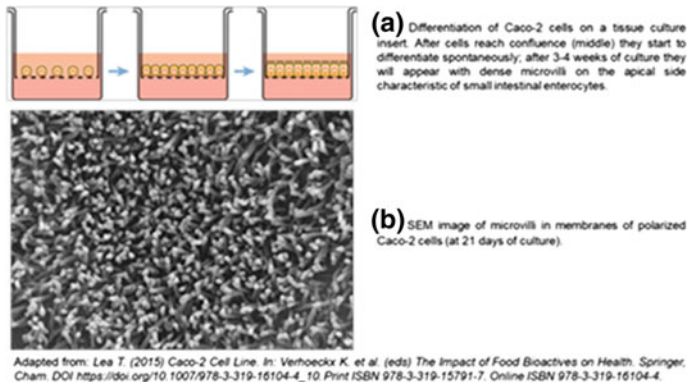 (a) Differentiation of Caco-2 cells on a tissue culture
insert. After cells reach confluence (middle) they start to
differentiate spontaneously; after 3-4 weeks of culture they
will appear with dense microvilli on the apical side
characteristic of small intestinal enterocytes.
(b) SEM image of microvilli in membranes of polarized
Caco-2 cells (at 21 days of culture).
Adapted from: Lea T. (2015) Caco-2 Cell Line. In: Verhoeckx K. et al. (eds) The Impact of Food Bioactives on Health. Springer,
Cham. DOI https://doi.org/10.1007/978-3-319-16104-4_10. Print ISBN 978-3-319-15791-7. Online ISBN 978-3-319-16104-4.